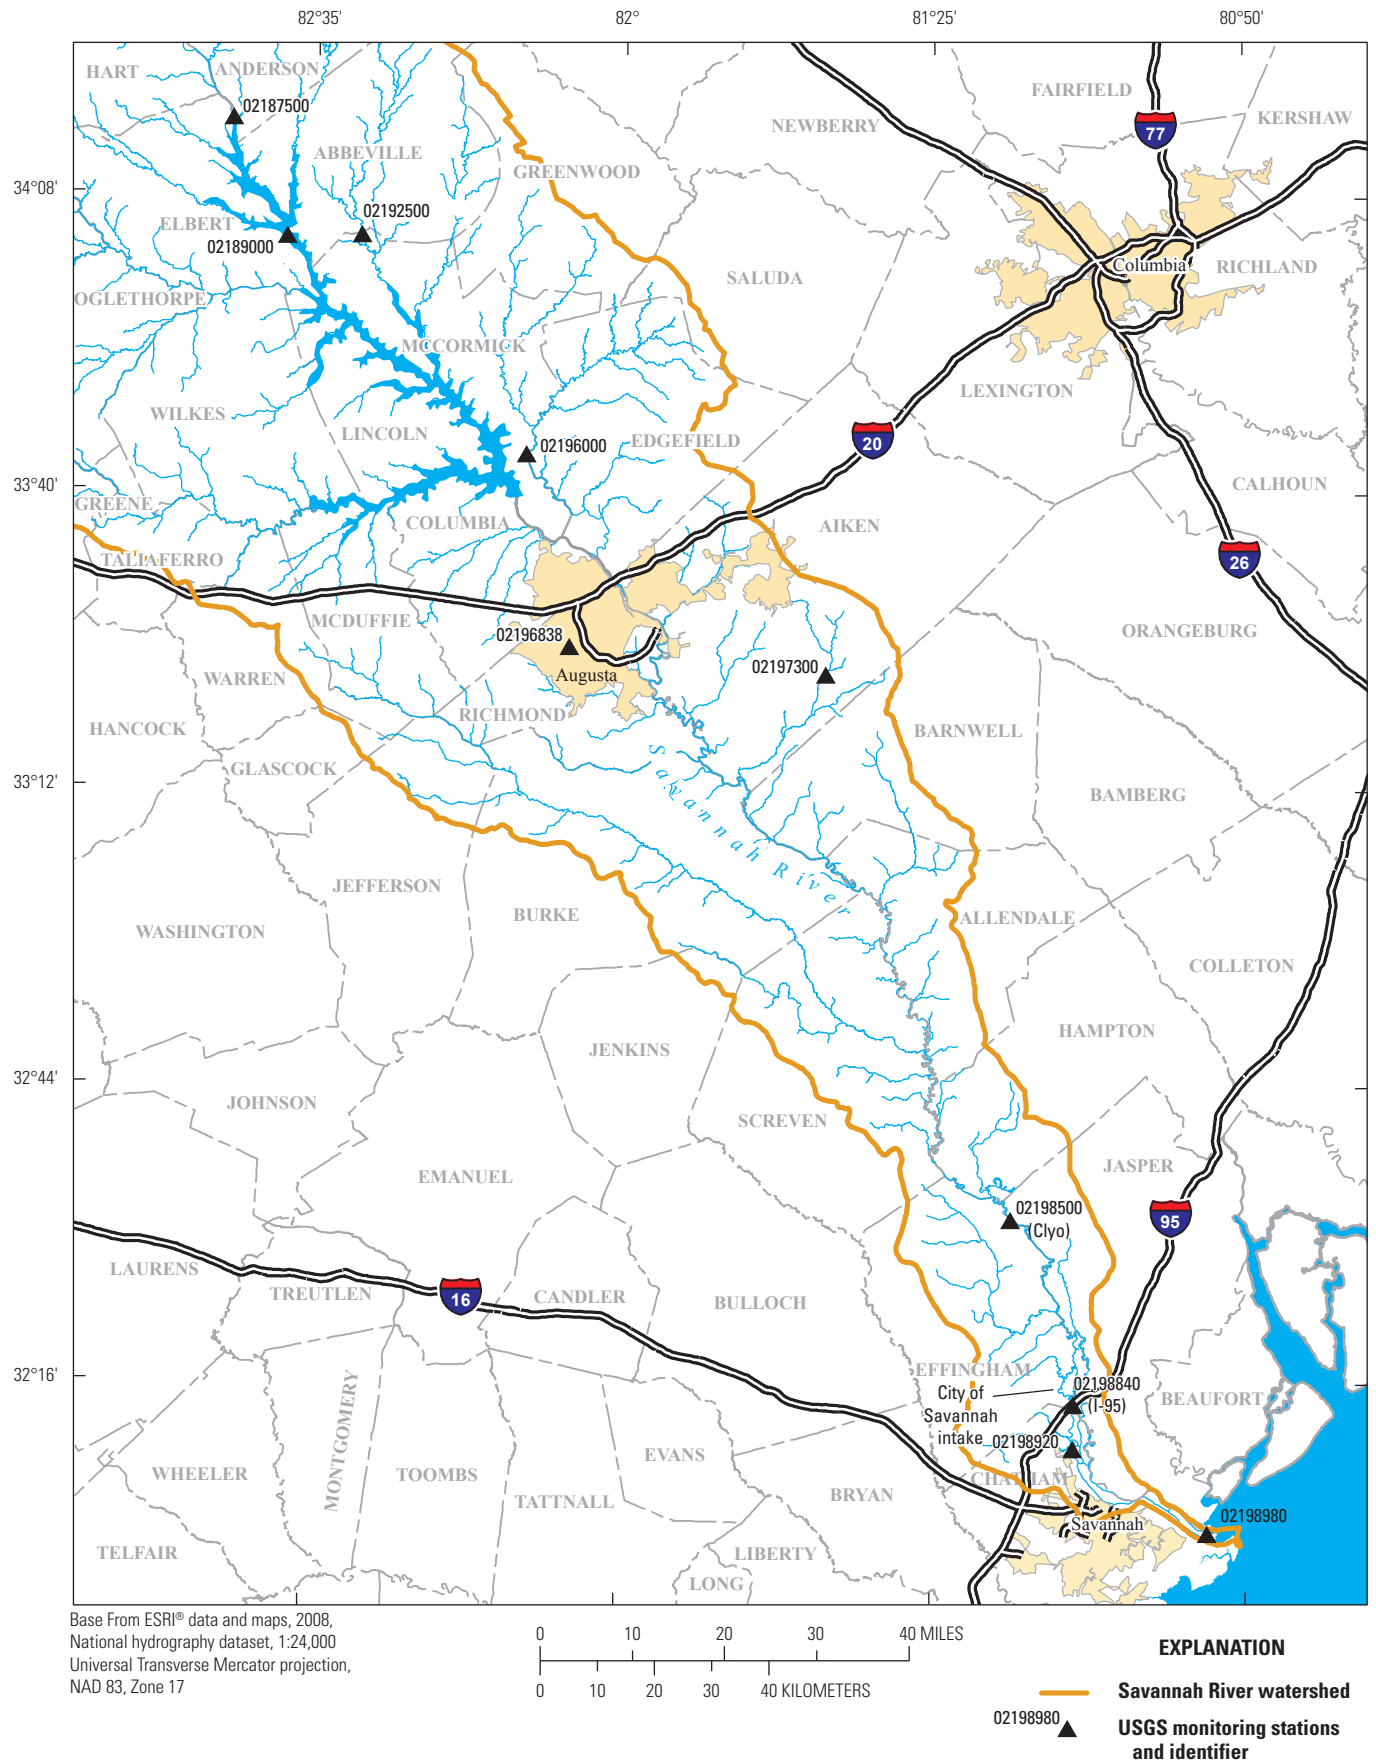 82°35'
82°
81°25'
80°50'
HART
ANDERSON
02187500
FAIRFIELD
KERSHAW
77
NEWBERRY
ABBEVILLE
GREENWOOD
34°08'
02192500
ELBERT
02189000
Columbia
RICHLAND
SALUDA
OGLETHORPE
MCCORMICK
LEXINGTON
WILKES
LINCOLN
EDGEFIELD
20
02196000
33°40'
CALHOUN
GREENE
COLUMBIA
AIKEN
TALIAFERRO
26
MCDUFFIE
ORANGEBURG
02196838
02197300
Augusta
WARREN
RICHMOND
HANCOCK
BARNWELL
GLASCOCK
33°12'
BAMBERG
Savannah River
JEFFERSON
BURKE
ALLENDALE
WASHINGTON
COLLETON
HAMPTON
JENKINS
32°44'
JOHNSON
SCREVEN
JASPER
EMANUEL
02198500
(Clyo)
95
LAURENS
TREUTLEN
16
CANDLER
BULLOCH
32°16'
EFFINGHAM
02198840
(I-95)
City of
Savannah
intake
BEAUFORT
02198920
MONTGOMERY
EVANS
WHEELER
TOOMBS
CHATHAM
TATTNALL
BRYAN
02198980
Savannah
TELFAIR
LIBERTY
LONG
Base From ESRI® data and maps, 2008,
National hydrography dataset, 1:24,000
Universal Transverse Mercator projection,
NAD 83, Zone 17
0 10 20 30 40 MILES
0 10 20 30 40 KILOMETERS
EXPLANATION
Savannah River watershed
02198980
USGS monitoring stations
and identifier